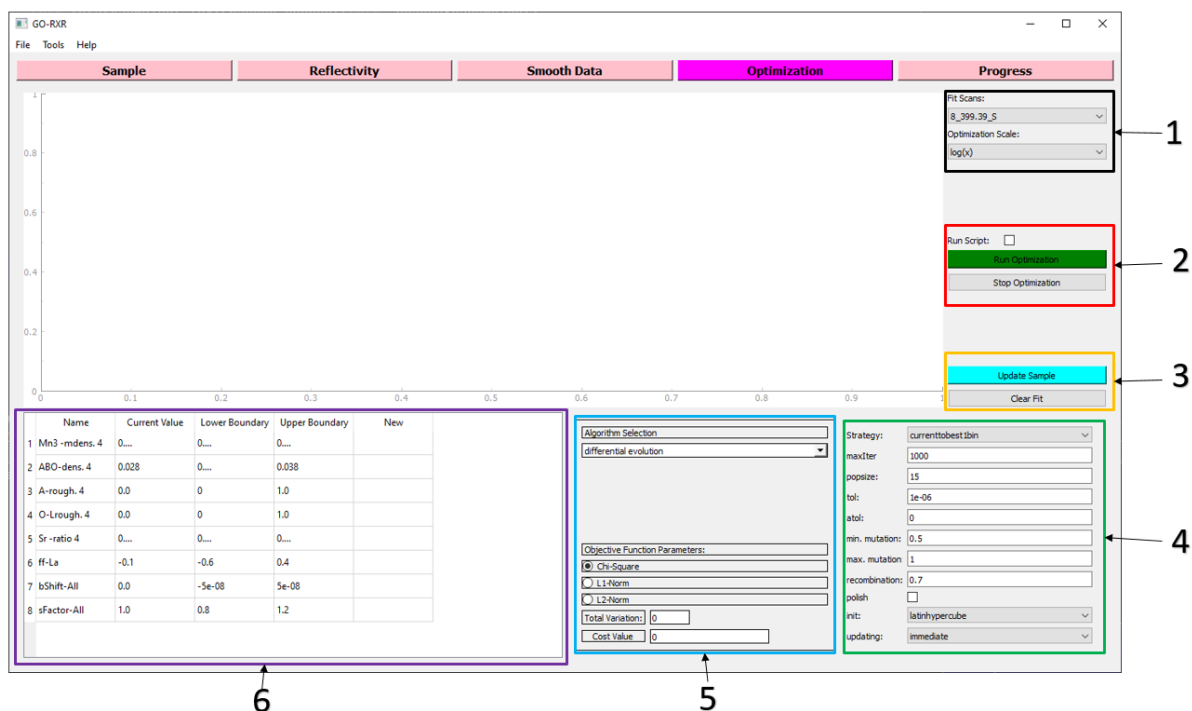 GO-RXR
File Tools Help
Sample Reflectivity Smooth Data Optimization Progress
1
0.8
0.6
0.4
0.2
0
0 0.1 0.2 0.3 0.4 0.5 0.6 0.7 0.8 0.9 1
Fit Scans:
8_399.39_S
Optimization Scale:
log(x)
1
Run Script:
Run Optimization
Stop Optimization
2
Update Sample
Clear Fit
3
Name Current Value Lower Boundary Upper Boundary New
1 Mn3 -mdens. 4 0.... 0.... 0....
2 ABO-dens. 4 0.028 0.... 0.038
3 A-rough. 4 0.0 0 1.0
4 O-Lrough. 4 0.0 0 1.0
5 Sr -ratio 4 0.... 0.... 0....
6 ff-La -0.1 -0.6 0.4
7 bShift-All 0.0 -5e-08 5e-08
8 sFactor-All 1.0 0.8 1.2
6
Algorithm Selection
differential evolution
Objective Function Parameters:
Chi-Square
L1-Norm
L2-Norm
Total Variation: 0
Cost Value 0
5
Strategy: currenttobest1bin
maxIter 1000
popsize: 15
tol: 1e-06
atol: 0
min. mutation: 0.5
max. mutation 1
recombination: 0.7
polish
init: latinhypercube
updating: immediate
4